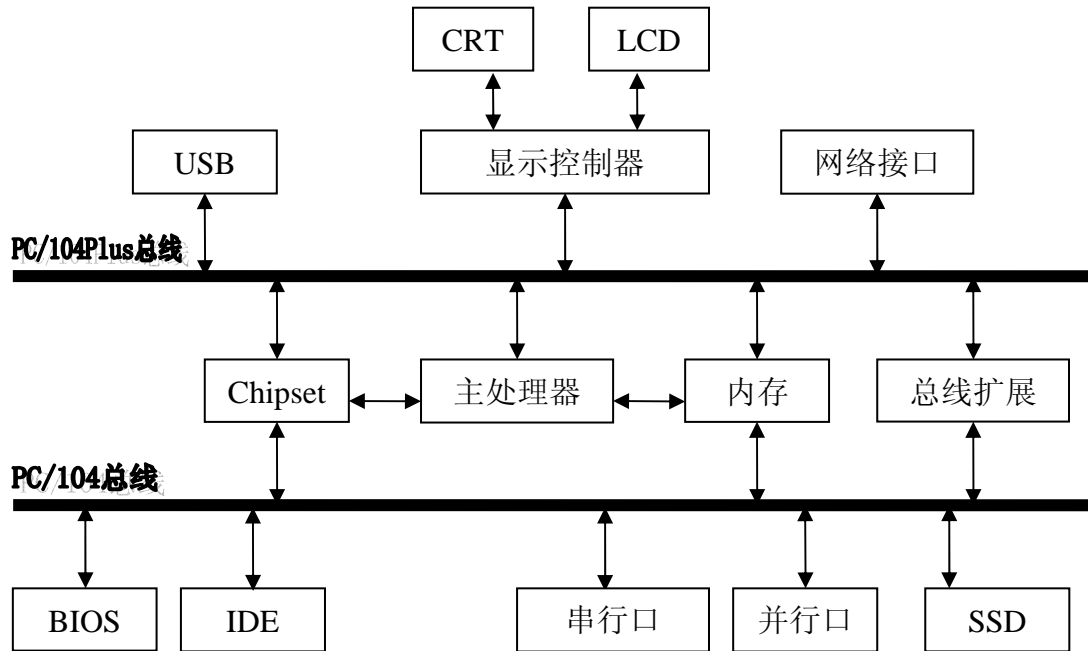 CRT LCD
USB 显示控制器 网络接口
PC/104Plus总线
Chipset 主处理器 内存 总线扩展
PC/104总线
BIOS IDE 串行口 并行口 SSD